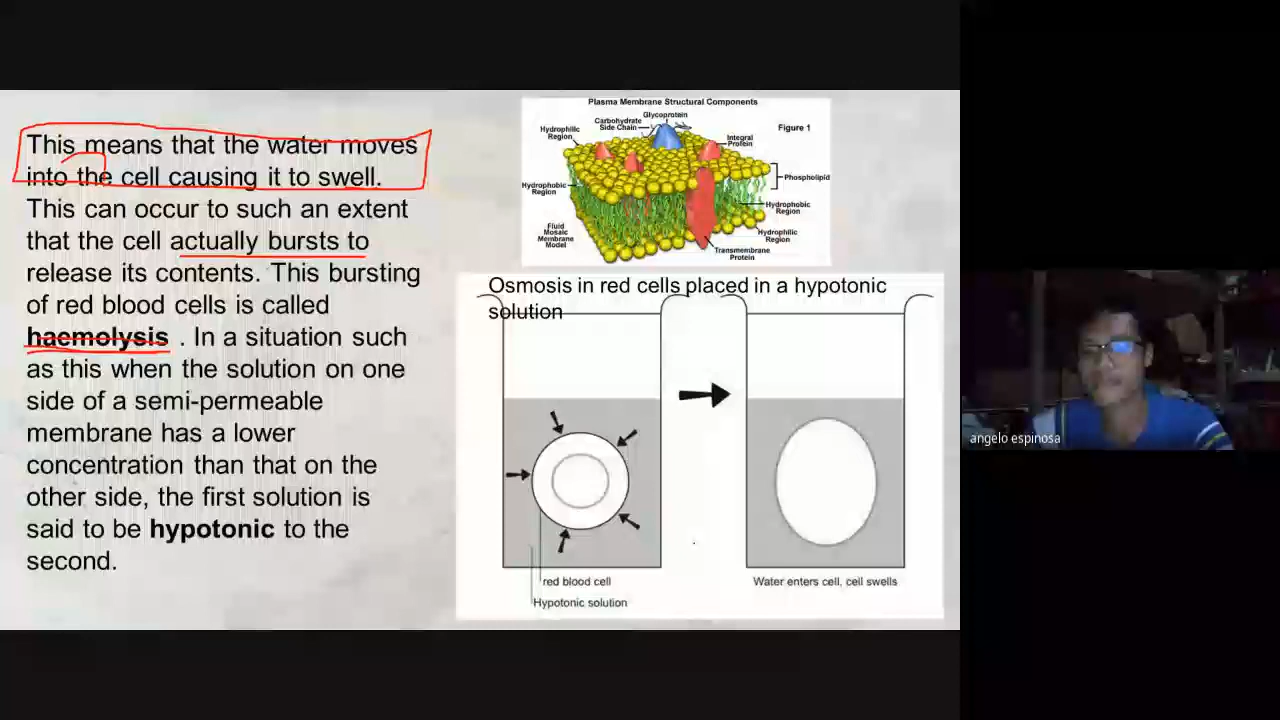 This means that the water moves
into the cell causing it to swell.
This can occur to such an extent
that the cell actually bursts to
release its contents. This bursting
of red blood cells is called
haemolysis . In a situation such
as this when the solution on one
side of a semi-permeable
membrane has a lower
concentration than that on the
other side, the first solution is
said to be hypotonic to the
second.
Plasma Membrane Structural Components
Glycoprotein
Carbohydrate
Side Chain
Hydrophilic
Region
Figure 1
Integral
Protein
Phospholipid
Hydrophobic
Region
Hydrophobic
Region
Fluid
Mosaic
Membrane
Model
Hydrophilic
Region
Transmembrane
Protein
Osmosis in red cells placed in a hypotonic
solution
red blood cell
Hypotonic solution
Water enters cell, cell swells
angelo espinosa